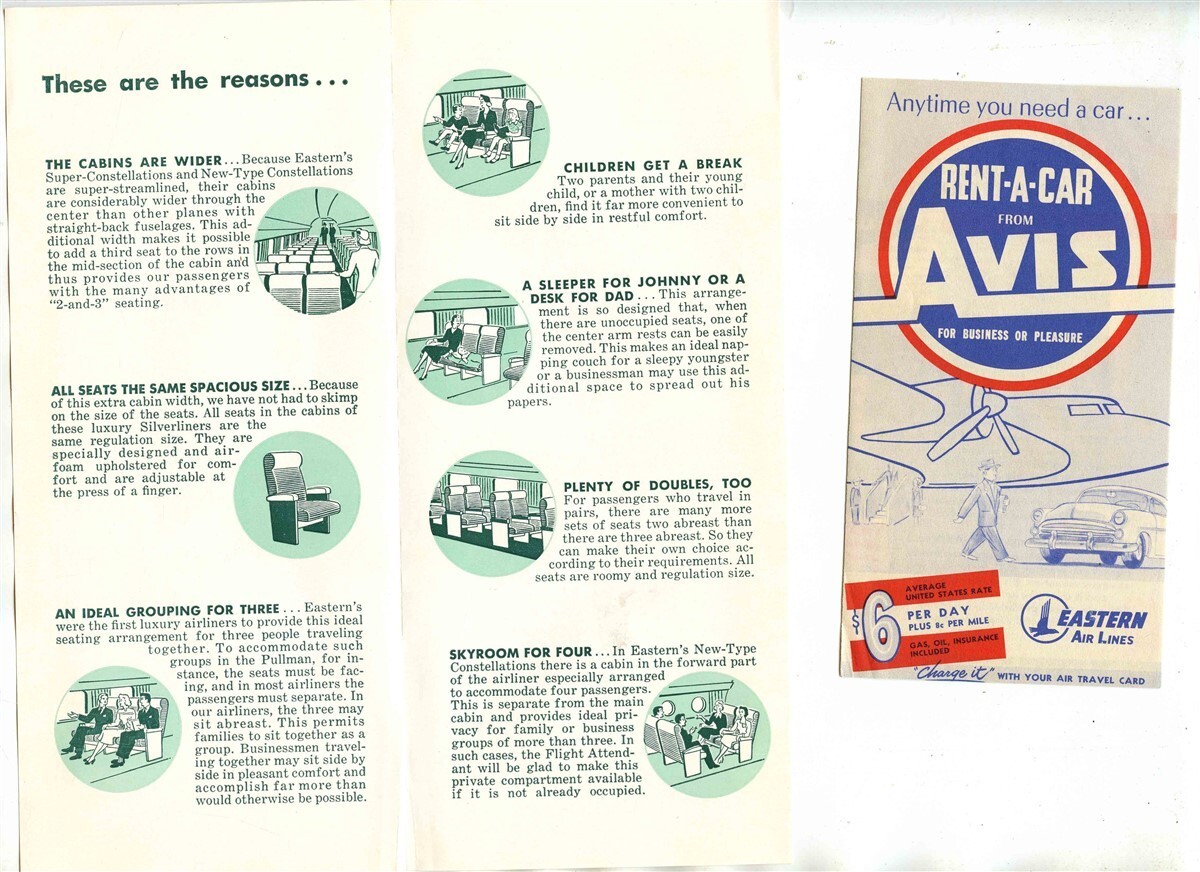 These are the reasons...
THE CABINS ARE WIDER...Because Eastern's
Super-Constellations and New-Type Constellations
are super-streamlined, their cabins
are considerably wider through the
center than other planes with
straight-back fuselages. This ad-
ditional width makes it possible
to add a third seat to the rows in
the mid-section of the cabin and
thus provides our passengers
with the many advantages of
"2-and-3" seating.
ALL SEATS THE SAME SPACIOUS SIZE...Because
of this extra cabin width, we have not had to skimp
on the size of the seats. All seats in the cabins of
these luxury Silverliners are the
same regulation size. They are
specially designed and air-
foam upholstered for com-
fort and are adjustable at
the press of a finger.
AN IDEAL GROUPING FOR THREE...Eastern's
were the first luxury airliners to provide this ideal
seating arrangement for three people traveling
together. To accommodate such
groups in the Pullman, for in-
stance, the seats must be fac-
ing, and in most airliners the
passengers must separate. In
our airliners, the three may
sit abreast. This permits
families to sit together as a
group. Businessmen travel-
ing together may sit side by
side in pleasant comfort and
accomplish far more than
would otherwise be possible.
CHILDREN GET A BREAK
Two parents and their young
child, or a mother with two chil-
dren, find it far more convenient to
sit side by side in restful comfort.
A SLEEPER FOR JOHNNY OR A
DESK FOR DAD...This arrange-
ment is so designed that, when
there are unoccupied seats, one of
the center arm rests can be easily
removed. This makes an ideal nap-
ping couch for a sleepy youngster
or a businessman may use this ad-
ditional space to spread out his
papers.
PLENTY OF DOUBLES, TOO
For passengers who travel in
pairs, there are many more
sets of seats two abreast than
there are three abreast. So they
can make their own choice ac-
cording to their requirements. All
seats are roomy and regulation size.
SKYROOM FOR FOUR...In Eastern's New-Type
Constellations there is a cabin in the forward part
of the airliner especially arranged
to accommodate four passengers.
This is separate from the main
cabin and provides ideal pri-
vacy for family or business
groups of more than three. In
such cases, the Flight Attend-
ant will be glad to make this
private compartment available
if it is not already occupied.
Anytime you need a car...
RENT-A-CAR
FROM
AVIS
FOR BUSINESS OR PLEASURE
AVERAGE
UNITED STATES RATE
$6 PER DAY
PLUS 8c PER MILE
GAS, OIL, INSURANCE
INCLUDED
EASTERN
AIR LINES
"Charge it" WITH YOUR AIR TRAVEL CARD